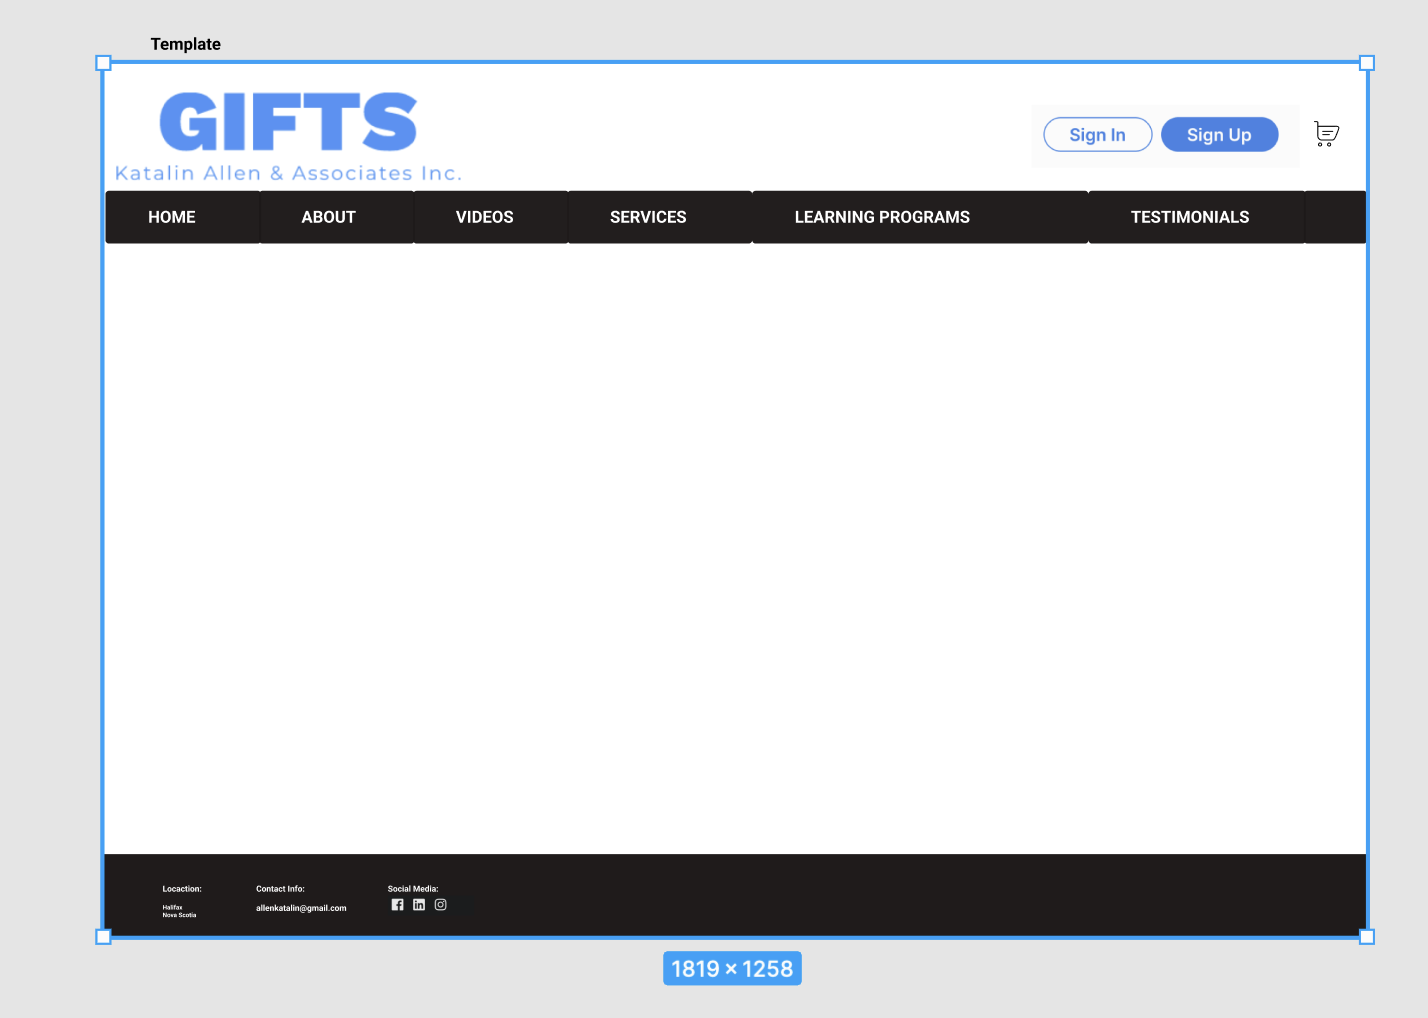 Template
GIFTS
Katalin Allen & Associates Inc.
Sign In
Sign Up
HOME
ABOUT
VIDEOS
SERVICES
LEARNING PROGRAMS
TESTIMONIALS
Locaction:
Halifax
Nova Scotia
Contact Info:
allenkatalin@gmail.com
Social Media:
1819 × 1258